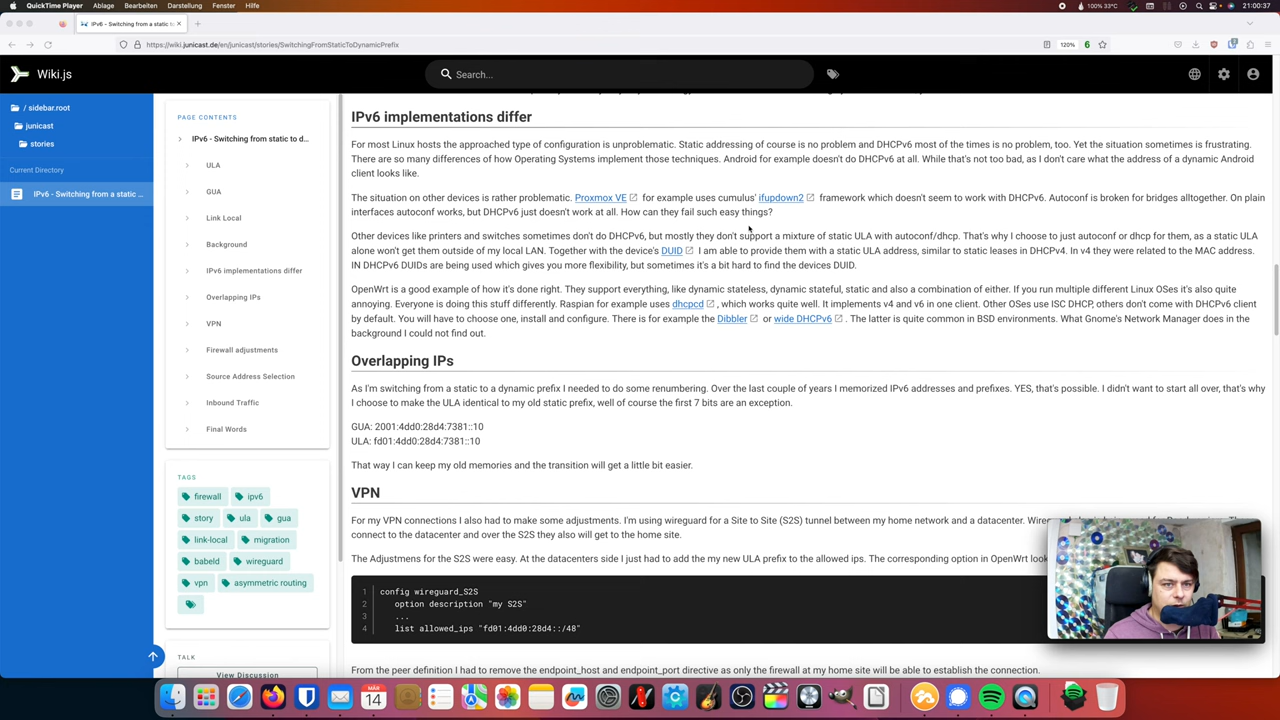 QuickTime Player Ablage Bearbeiten Darstellung Fenster Hilfe
100% 33°C
21:00:37
IPv6 - Switching from a static to
https://wiki.junicast.de/en/junicast/stories/SwitchingFromStaticToDynamicPrefix
120%
Wiki.js
Search...
/ sidebar.root
junicast
stories
Current Directory
IPv6 - Switching from a static ...
PAGE CONTENTS
IPv6 - Switching from static to d...
ULA
GUA
Link Local
Background
IPv6 implementations differ
Overlapping IPs
VPN
Firewall adjustments
Source Address Selection
Inbound Traffic
Final Words
TAGS
firewall ipv6
story ula gua
link-local migration
babeld wireguard
vpn asymmetric routing
TALK
View Discussion
IPv6 implementations differ
For most Linux hosts the approached type of configuration is unproblematic. Static addressing of course is no problem and DHCPv6 most of the times is no problem, too. Yet the situation sometimes is frustrating.
There are so many differences of how Operating Systems implement those techniques. Android for example doesn't do DHCPv6 at all. While that's not too bad, as I don't care what the address of a dynamic Android
client looks like.
The situation on other devices is rather problematic. Proxmox VE for example uses cumulus' ifupdown2 framework which doesn't seem to work with DHCPv6. Autoconf is broken for bridges alltogether. On plain
interfaces autoconf works, but DHCPv6 just doesn't work at all. How can they fail such easy things?
Other devices like printers and switches sometimes don't do DHCPv6, but mostly they don't support a mixture of static ULA with autoconf/dhcp. That's why I choose to just autoconf or dhcp for them, as a static ULA
alone won't get them outside of my local LAN. Together with the device's DUID I am able to provide them with a static ULA address, similar to static leases in DHCPv4. In v4 they were related to the MAC address.
IN DHCPv6 DUIDs are being used which gives you more flexibility, but sometimes it's a bit hard to find the devices DUID.
OpenWrt is a good example of how it's done right. They support everything, like dynamic stateless, dynamic stateful, static and also a combination of either. If you run multiple different Linux OSes it's also quite
annoying. Everyone is doing this stuff differently. Raspian for example uses dhcpcd , which works quite well. It implements v4 and v6 in one client. Other OSes use ISC DHCP, others don't come with DHCPv6 client
by default. You will have to choose one, install and configure. There is for example the Dibbler or wide DHCPv6 . The latter is quite common in BSD environments. What Gnome's Network Manager does in the
background I could not find out.
Overlapping IPs
As I'm switching from a static to a dynamic prefix I needed to do some renumbering. Over the last couple of years I memorized IPv6 addresses and prefixes. YES, that's possible. I didn't want to start all over, that's why
I choose to make the ULA identical to my old static prefix, well of course the first 7 bits are an exception.
GUA: 2001:4dd0:28d4:7381::10
ULA: fd01:4dd0:28d4:7381::10
That way I can keep my old memories and the transition will get a little bit easier.
VPN
For my VPN connections I also had to make some adjustments. I'm using wireguard for a Site to Site (S2S) tunnel between my home network and a datacenter.
connect to the datacenter and over the S2S they also will get to the home site.
The Adjustmens for the S2S were easy. At the datacenters side I just had to add my new ULA prefix to the allowed ips. The corresponding option in OpenWrt
1 config wireguard_S2S
2 option description "my S2S"
3 ...
4 list allowed_ips "fd01:4dd0:28d4::/48"
From the peer definition I had to remove the endpoint_host and endpoint_port directive as only the firewall at my home site will be able to establish the connection.
MÄR
14